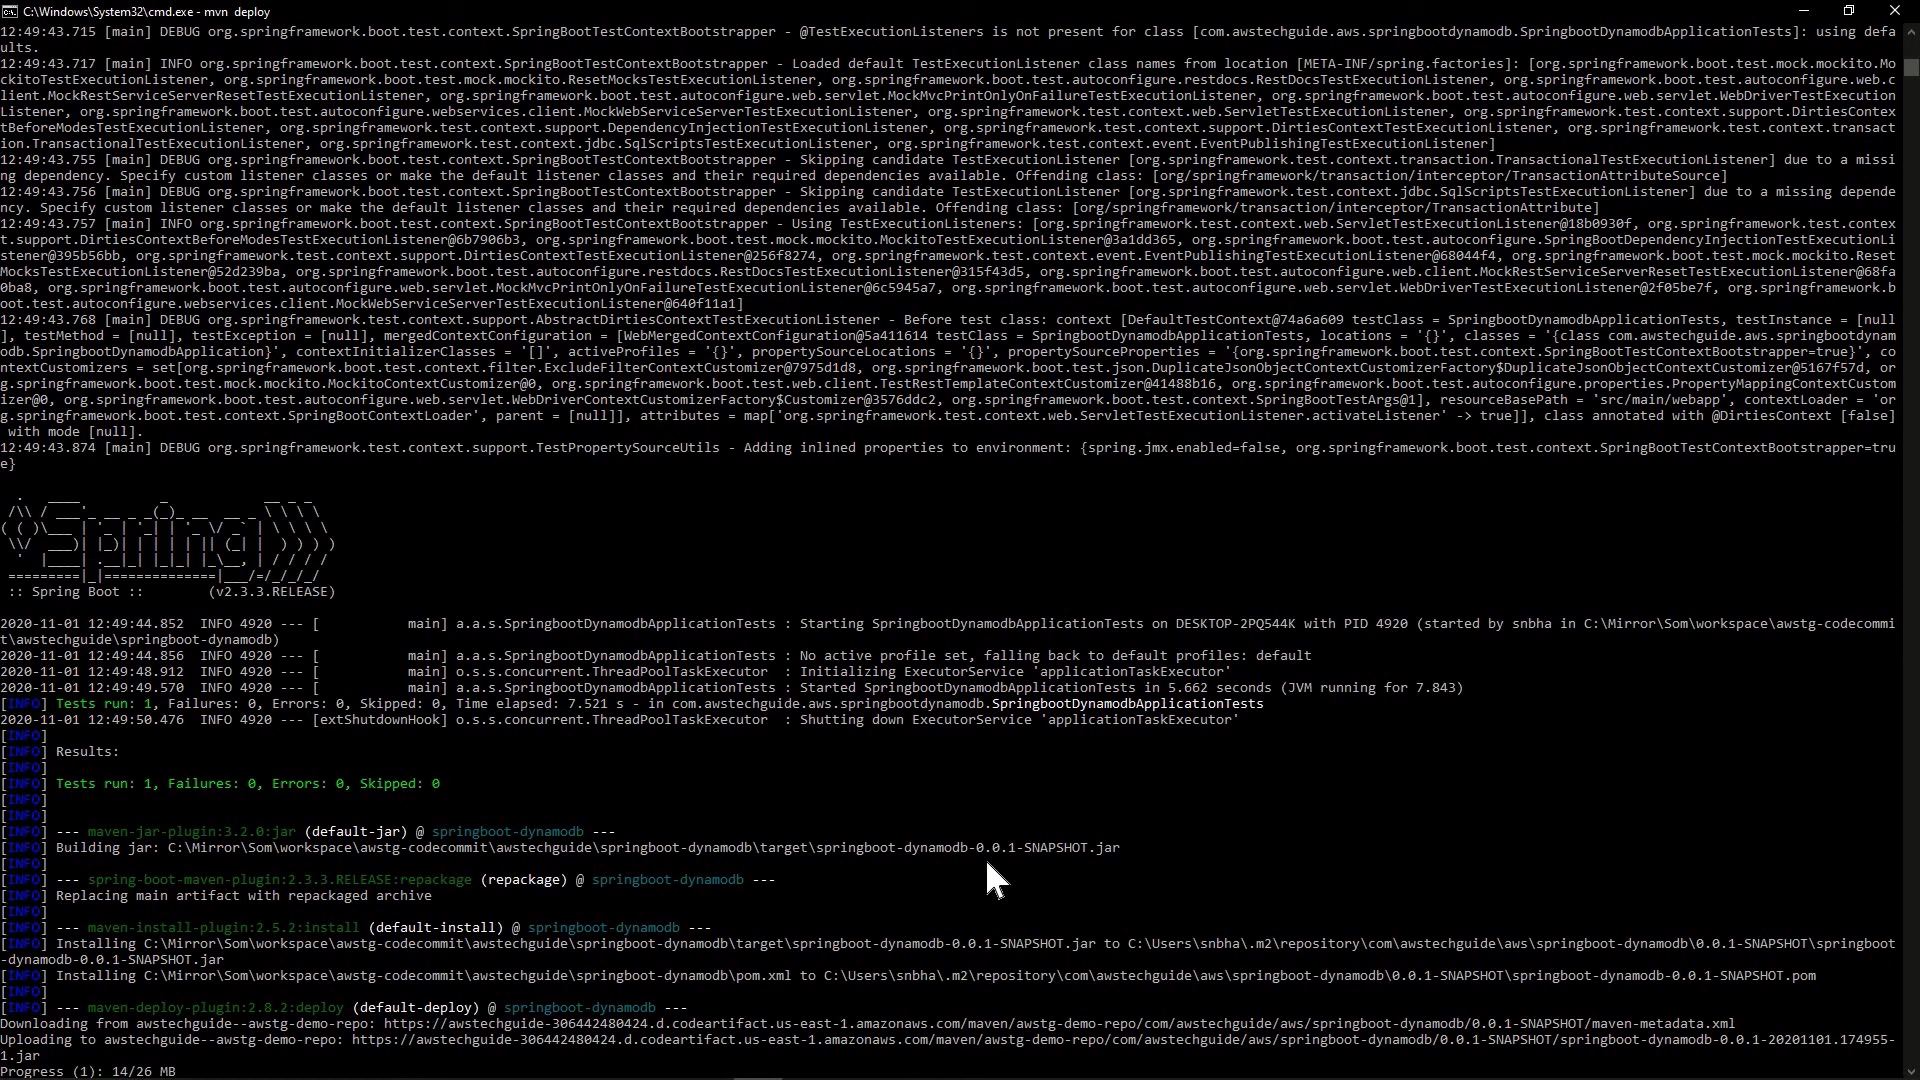 C:\Windows\System32\cmd.exe - mvn  deploy
12:49:43.715 [main] DEBUG org.springframework.boot.test.context.SpringBootTestContextBootstrapper - @TestExecutionListeners is not present for class [com.awstechguide.aws.springbootdynamodb.SpringbootDynamodbApplicationTests]: using defa
ults.
12:49:43.717 [main] INFO org.springframework.boot.test.context.SpringBootTestContextBootstrapper - Loaded default TestExecutionListener class names from location [META-INF/spring.factories]: [org.springframework.boot.test.mock.mockito.Mo
ckitoTestExecutionListener, org.springframework.boot.test.mock.mockito.ResetMocksTestExecutionListener, org.springframework.boot.test.autoconfigure.restdocs.RestDocsTestExecutionListener, org.springframework.boot.test.autoconfigure.web.c
lient.MockRestServiceServerResetTestExecutionListener, org.springframework.boot.test.autoconfigure.web.servlet.MockMvcPrintOnlyOnFailureTestExecutionListener, org.springframework.boot.test.autoconfigure.web.servlet.WebDriverTestExecution
Listener, org.springframework.boot.test.autoconfigure.webservices.client.MockWebServiceServerTestExecutionListener, org.springframework.test.context.web.ServletTestExecutionListener, org.springframework.test.context.support.DirtiesContex
tBeforeModesTestExecutionListener, org.springframework.test.context.support.DependencyInjectionTestExecutionListener, org.springframework.test.context.support.DirtiesContextTestExecutionListener, org.springframework.test.context.transact
ion.TransactionalTestExecutionListener, org.springframework.test.context.jdbc.SqlScriptsTestExecutionListener, org.springframework.test.context.event.EventPublishingTestExecutionListener]
12:49:43.755 [main] DEBUG org.springframework.boot.test.context.SpringBootTestContextBootstrapper - Skipping candidate TestExecutionListener [org.springframework.test.context.transaction.TransactionalTestExecutionListener] due to a missi
ng dependency. Specify custom listener classes or make the default listener classes and their required dependencies available. Offending class: [org/springframework/transaction/interceptor/TransactionAttributeSource]
12:49:43.756 [main] DEBUG org.springframework.boot.test.context.SpringBootTestContextBootstrapper - Skipping candidate TestExecutionListener [org.springframework.test.context.jdbc.SqlScriptsTestExecutionListener] due to a missing depende
ncy. Specify custom listener classes or make the default listener classes and their required dependencies available. Offending class: [org/springframework/transaction/interceptor/TransactionAttribute]
12:49:43.757 [main] INFO org.springframework.boot.test.context.SpringBootTestContextBootstrapper - Using TestExecutionListeners: [org.springframework.test.context.web.ServletTestExecutionListener@18b0930f, org.springframework.test.contex
t.support.DirtiesContextBeforeModesTestExecutionListener@6b7906b3, org.springframework.boot.test.mock.mockito.MockitoTestExecutionListener@3a1dd365, org.springframework.boot.test.autoconfigure.SpringBootDependencyInjectionTestExecutionLi
stener@395b56bb, org.springframework.test.context.support.DirtiesContextTestExecutionListener@256f8274, org.springframework.test.context.event.EventPublishingTestExecutionListener@68044f4, org.springframework.boot.test.mock.mockito.Reset
MocksTestExecutionListener@52d239ba, org.springframework.boot.test.autoconfigure.restdocs.RestDocsTestExecutionListener@315f43d5, org.springframework.boot.test.autoconfigure.web.client.MockRestServiceServerResetTestExecutionListener@68fa
0ba8, org.springframework.boot.test.autoconfigure.web.servlet.MockMvcPrintOnlyOnFailureTestExecutionListener@6c5945a7, org.springframework.boot.test.autoconfigure.web.servlet.WebDriverTestExecutionListener@2f05be7f, org.springframework.b
oot.test.autoconfigure.webservices.client.MockWebServiceServerTestExecutionListener@640f11a1]
12:49:43.768 [main] DEBUG org.springframework.test.context.support.AbstractDirtiesContextTestExecutionListener - Before test class: context [DefaultTestContext@74a6a609 testClass = SpringbootDynamodbApplicationTests, testInstance = [null
], testMethod = [null], testException = [null], mergedContextConfiguration = [WebMergedContextConfiguration@5a411614 testClass = SpringbootDynamodbApplicationTests, locations = '{}', classes = '{class com.awstechguide.aws.springbootdynam
odb.SpringbootDynamodbApplication}', contextInitializerClasses = '[]', activeProfiles = '{}', propertySourceLocations = '{}', propertySourceProperties = '{org.springframework.boot.test.context.SpringBootTestContextBootstrapper=true}', co
ntextCustomizers = set[org.springframework.boot.test.context.filter.ExcludeFilterContextCustomizer@7975d1d8, org.springframework.boot.test.json.DuplicateJsonObjectContextCustomizerFactory$DuplicateJsonObjectContextCustomizer@5167f57d, or
g.springframework.boot.test.mock.mockito.MockitoContextCustomizer@0, org.springframework.boot.test.web.client.TestRestTemplateContextCustomizer@41488b16, org.springframework.boot.test.autoconfigure.properties.PropertyMappingContextCustom
izer@0, org.springframework.boot.test.autoconfigure.web.servlet.WebDriverContextCustomizerFactory$Customizer@3576ddc2, org.springframework.boot.test.context.SpringBootTestArgs@1], resourceBasePath = 'src/main/webapp', contextLoader = 'or
g.springframework.boot.test.context.SpringBootContextLoader', parent = [null]], attributes = map['org.springframework.test.context.web.ServletTestExecutionListener.activateListener' -> true]], class annotated with @DirtiesContext [false]
 with mode [null].
12:49:43.874 [main] DEBUG org.springframework.test.context.support.TestPropertySourceUtils - Adding inlined properties to environment: {spring.jmx.enabled=false, org.springframework.boot.test.context.SpringBootTestContextBootstrapper=tru
e}
  .   ____          _            __ _ _
 /\\ / ___'_ __ _ _(_)_ __  __ _ \ \ \ \
( ( )\___ | '_ | '_| | '_ \/ _` | \ \ \ \
 \\/  ___)| |_)| | | | | || (_| |  ) ) ) )
  '  |____| .__|_| |_|_| |_\__, | / / / /
 =========|_|==============|___/=/_/_/_/
 :: Spring Boot ::        (v2.3.3.RELEASE)
2020-11-01 12:49:44.852  INFO 4920 --- [           main] a.a.s.SpringbootDynamodbApplicationTests : Starting SpringbootDynamodbApplicationTests on DESKTOP-2PQ544K with PID 4920 (started by snbha in C:\Mirror\Som\workspace\awstg-codecommi
t\awstechguide\springboot-dynamodb)
2020-11-01 12:49:44.856  INFO 4920 --- [           main] a.a.s.SpringbootDynamodbApplicationTests : No active profile set, falling back to default profiles: default
2020-11-01 12:49:48.912  INFO 4920 --- [           main] o.s.s.concurrent.ThreadPoolTaskExecutor  : Initializing ExecutorService 'applicationTaskExecutor'
2020-11-01 12:49:49.570  INFO 4920 --- [           main] a.a.s.SpringbootDynamodbApplicationTests : Started SpringbootDynamodbApplicationTests in 5.662 seconds (JVM running for 7.843)
[INFO] Tests run: 1, Failures: 0, Errors: 0, Skipped: 0, Time elapsed: 7.521 s - in com.awstechguide.aws.springbootdynamodb.SpringbootDynamodbApplicationTests
2020-11-01 12:49:50.476  INFO 4920 --- [extShutdownHook] o.s.s.concurrent.ThreadPoolTaskExecutor  : Shutting down ExecutorService 'applicationTaskExecutor'
[INFO]
[INFO] Results:
[INFO]
[INFO] Tests run: 1, Failures: 0, Errors: 0, Skipped: 0
[INFO]
[INFO]
[INFO] --- maven-jar-plugin:3.2.0:jar (default-jar) @ springboot-dynamodb ---
[INFO] Building jar: C:\Mirror\Som\workspace\awstg-codecommit\awstechguide\springboot-dynamodb\target\springboot-dynamodb-0.0.1-SNAPSHOT.jar
[INFO]
[INFO] --- spring-boot-maven-plugin:2.3.3.RELEASE:repackage (repackage) @ springboot-dynamodb ---
[INFO] Replacing main artifact with repackaged archive
[INFO]
[INFO] --- maven-install-plugin:2.5.2:install (default-install) @ springboot-dynamodb ---
[INFO] Installing C:\Mirror\Som\workspace\awstg-codecommit\awstechguide\springboot-dynamodb\target\springboot-dynamodb-0.0.1-SNAPSHOT.jar to C:\Users\snbha\.m2\repository\com\awstechguide\aws\springboot-dynamodb\0.0.1-SNAPSHOT\springboot
-dynamodb-0.0.1-SNAPSHOT.jar
[INFO] Installing C:\Mirror\Som\workspace\awstg-codecommit\awstechguide\springboot-dynamodb\pom.xml to C:\Users\snbha\.m2\repository\com\awstechguide\aws\springboot-dynamodb\0.0.1-SNAPSHOT\springboot-dynamodb-0.0.1-SNAPSHOT.pom
[INFO]
[INFO] --- maven-deploy-plugin:2.8.2:deploy (default-deploy) @ springboot-dynamodb ---
Downloading from awstechguide--awstg-demo-repo: https://awstechguide-306442480424.d.codeartifact.us-east-1.amazonaws.com/maven/awstg-demo-repo/com/awstechguide/aws/springboot-dynamodb/0.0.1-SNAPSHOT/maven-metadata.xml
Uploading to awstechguide--awstg-demo-repo: https://awstechguide-306442480424.d.codeartifact.us-east-1.amazonaws.com/maven/awstg-demo-repo/com/awstechguide/aws/springboot-dynamodb/0.0.1-SNAPSHOT/springboot-dynamodb-0.0.1-20201101.174955-
1.jar
Progress (1): 14/26 MB